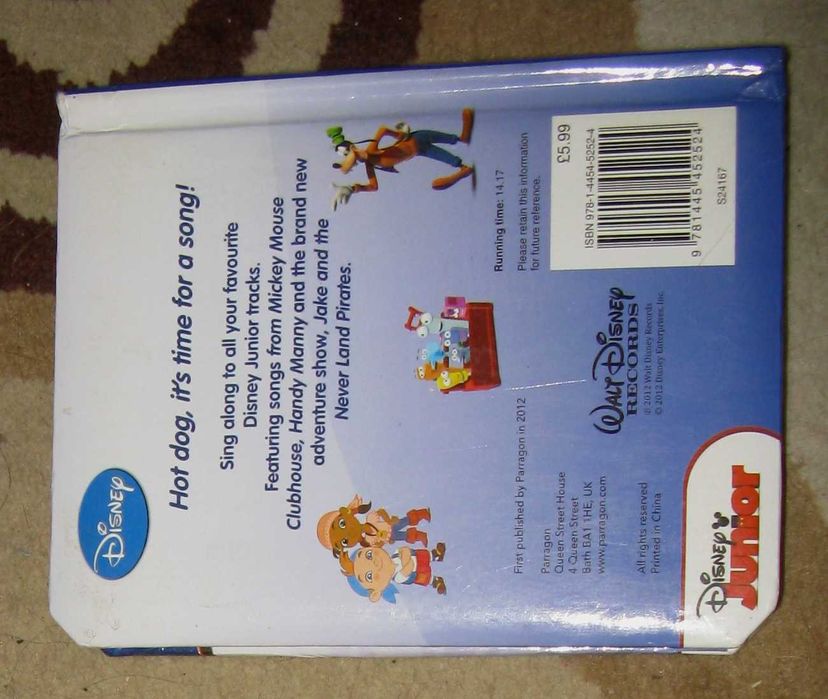 Disney
Hot dog, it's time for a song!
Sing along to all your favourite
Disney Junior tracks.
Featuring songs from Mickey Mouse
Clubhouse, Handy Manny and the brand new
adventure show, Jake and the
Never Land Pirates.
Running time: 14.17
Please retain this information
for future reference.
First published by Parragon in 2012
Parragon
Queen Street House
4 Queen Street
Bath BA1 1HE, UK
www.parragon.com
All rights reserved
Printed in China
WALT DISNEY
RECORDS
℗ 2012 Walt Disney Records
© 2012 Disney Enterprises, Inc.
£5.99
ISBN 978-1-4454-5252-4
9 781445 452524
S24167
Disney
Junior